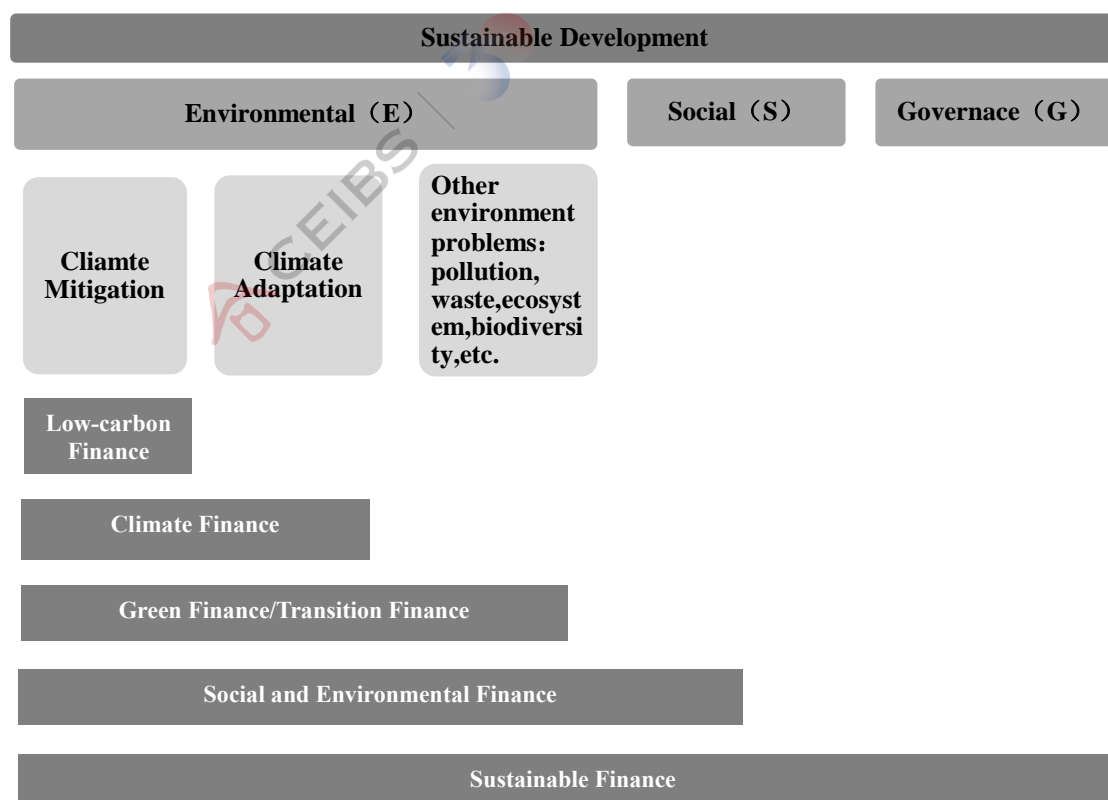 Sustainable Development
Environmental（E）
Social（S）
Governace（G）
Cliamte
Mitigation
Climate
Adaptation
Other
environment
problems：
pollution,
waste,ecosyst
em,biodiversi
ty,etc.
CEIBS
Low-carbon
Finance
Climate Finance
Green Finance/Transition Finance
Social and Environmental Finance
Sustainable Finance